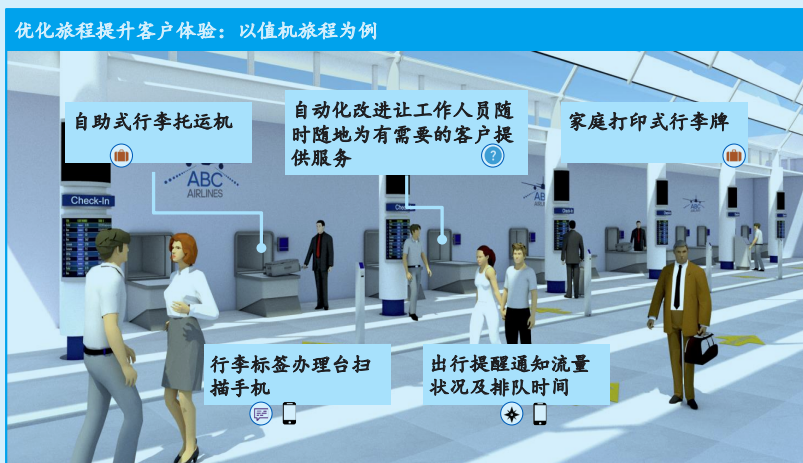 优化旅程提升客户体验：以值机旅程为例
自助式行李托运机
自动化改进让工作人员随
时随地为有需要的客户提
供服务
家庭打印式行李牌
?
ABC
AIRLINES
Check-In
行李标签办理台扫
描手机
出行提醒通知流量
状况及排队时间